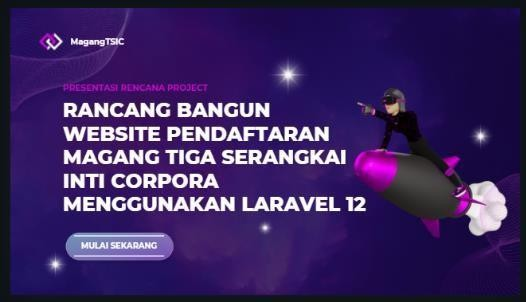 MagangTSIC
PRESENTASI RENCANA PROJECT
RANCANG BANGUN
WEBSITE PENDAFTARAN
MAGANG TIGA SERANGKAI
INTI CORPORA
MENGGUNAKAN LARAVEL 12
MULAI SEKARANG